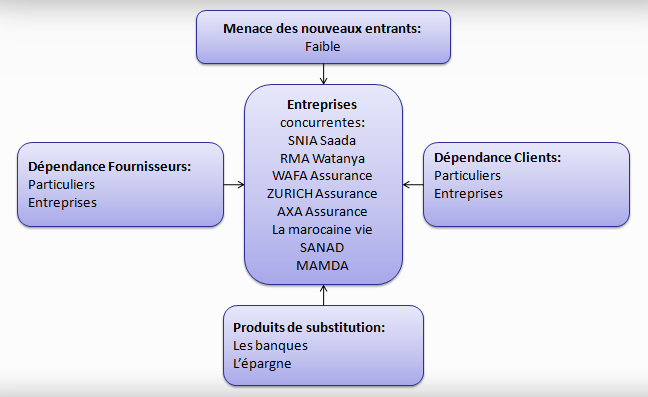 Menace des nouveaux entrants:
Faible
Entreprises
concurrentes:
SNIA Saada
RMA Watanya
WAFA Assurance
ZURICH Assurance
AXA Assurance
La marocaine vie
SANAD
MAMDA
Dépendance Fournisseurs:
Particuliers
Entreprises
Dépendance Clients:
Particuliers
Entreprises
Produits de substitution:
Les banques
L'épargne